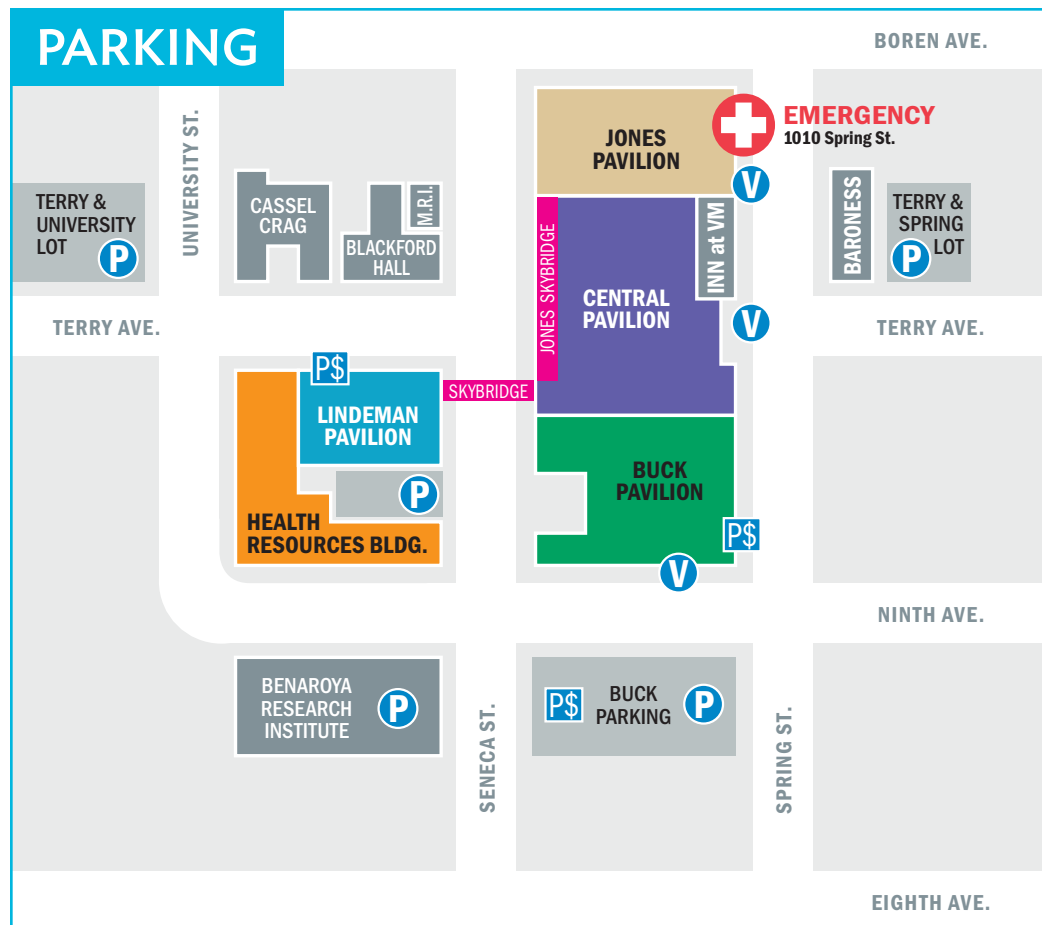 PARKING
BOREN AVE.
EMERGENCY
1010 Spring St.
JONES
PAVILION
V
UNIVERSITY ST.
TERRY &
UNIVERSITY
LOT
P
CASSEL
CRAG
M.R.I.
BLACKFORD
HALL
JONES SKYBRIDGE
INN at VM
CENTRAL
PAVILION
V
BARONESS
TERRY &
SPRING
LOT
P
TERRY AVE.
TERRY AVE.
P$
LINDEMAN
PAVILION
SKYBRIDGE
P
HEALTH
RESOURCES BLDG.
BUCK
PAVILION
P$
V
NINTH AVE.
BENAROYA
RESEARCH
INSTITUTE
P
SENECA ST.
P$
BUCK
PARKING
P
SPRING ST.
EIGHTH AVE.